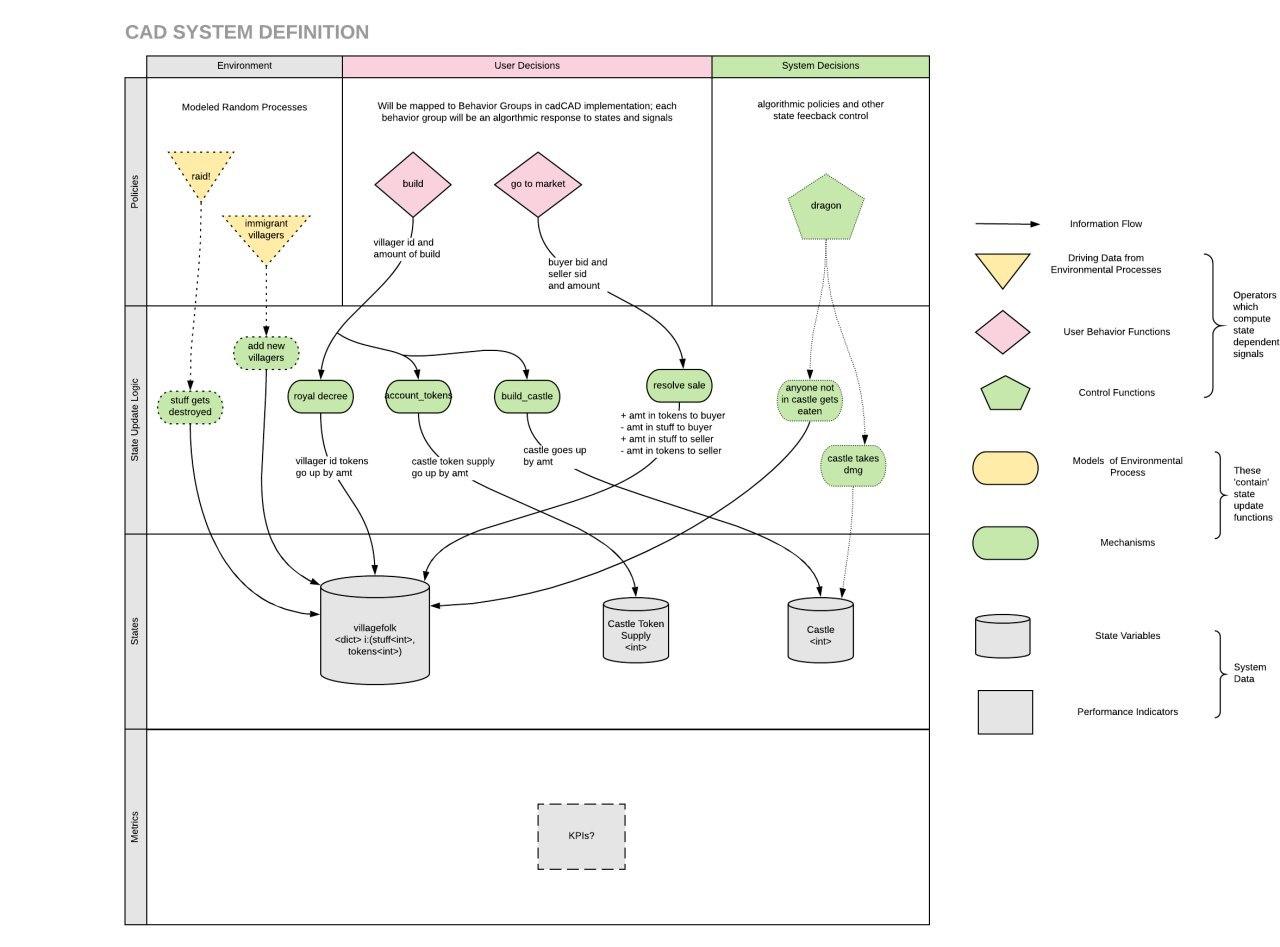 CAD SYSTEM DEFINITION
Environment
User Decisions
System Decisions
Policies
Modeled Random Processes
Will be mapped to Behavior Groups in cadCAD implementation; each
behavior group will be an algorthmic response to states and signals
algorithmic policies and other
state feecback control
raid!
immigrant
villagers
build
go to market
dragon
villager id and
amount of build
buyer bid and
seller sid
and amount
State Update Logic
add new
villagers
stuff gets
destroyed
royal decree
account_tokens
build_castle
resolve sale
anyone not
in castle gets
eaten
+ amt in tokens to buyer
- amt in stuff to buyer
+ amt in stuff to seller
- amt in tokens to seller
villager id tokens
go up by amt
castle token supply
go up by amt
castle goes up
by amt
castle takes
dmg
States
villagefolk
<dict> i:(stuff<int>,
tokens<int>)
Castle Token
Supply
<int>
Castle
<int>
Metrics
KPIs?
Information Flow
Driving Data from
Environmental Processes
User Behavior Functions
Control Functions
Operators
which
compute
state
dependent
signals
Models  of Environmental
Process
Mechanisms
These
'contain'
state
update
functions
State Variables
Performance Indicators
System
Data